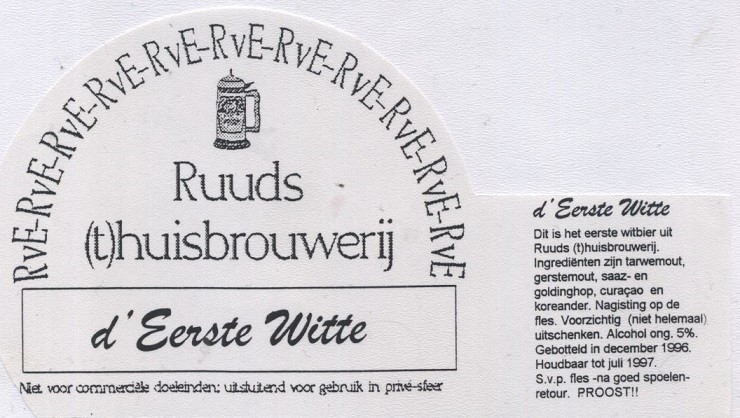 RvE-RvE-RvE-RvE-RvE-RvE-RvE-RvE-RvE-RvE-RvE
Ruuds
(t)huisbrouwerij
d'Eerste Witte
Niet voor commerciële doeleinden; uitsluitend voor gebruik in privé-sfeer
d'Eerste Witte
Dit is het eerste witbier uit
Ruuds (t)huisbrouwerij.
Ingrediënten zijn tarwemout,
gerstemout, saaz- en
goldinghop, curaçao en
koreander. Nagisting op de
fles. Voorzichtig (niet helemaal)
uitschenken. Alcohol ong. 5%.
Gebotteld in december 1996.
Houdbaar tot juli 1997.
S.v.p. fles -na goed spoelen-
retour. PROOST!!